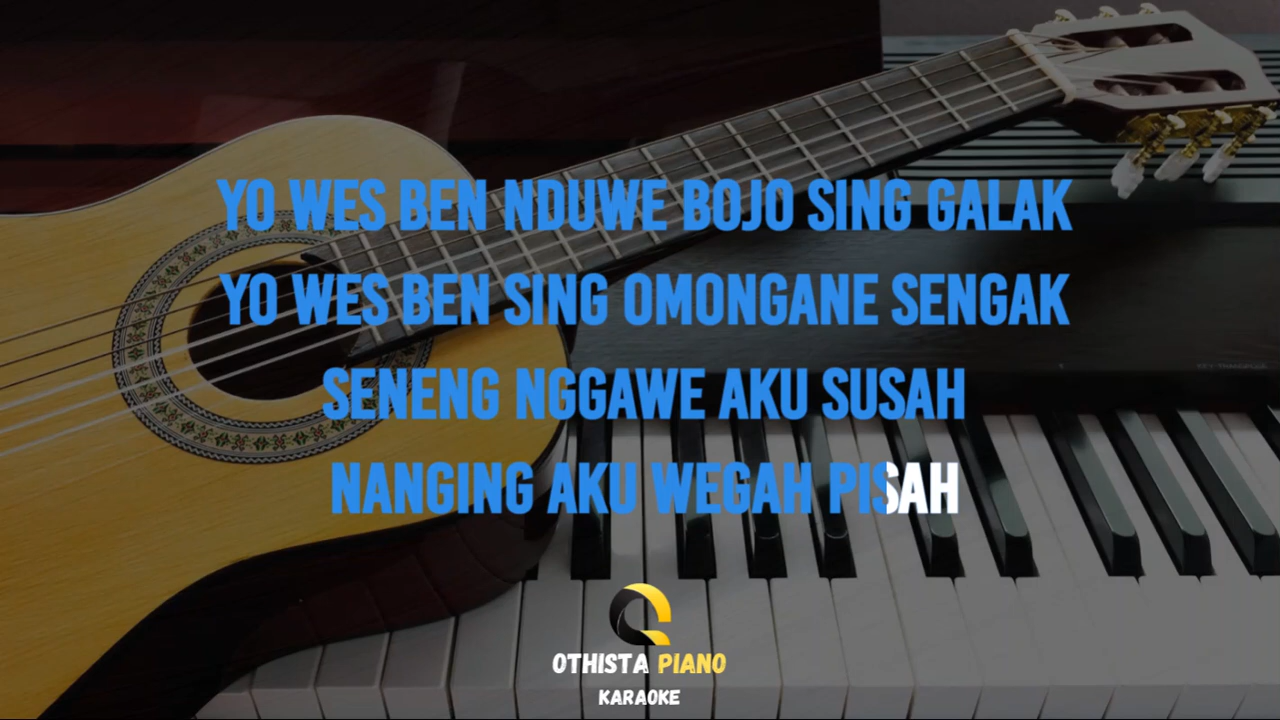 YO WES BEN NDUWE BOJO SING GALAK
YO WES BEN SING OMONGANE SENGAK
SENENG NGGAWE AKU SUSAH
NANGING AKU WEGAH PISAH
OTHISTA PIANO
KARAOKE